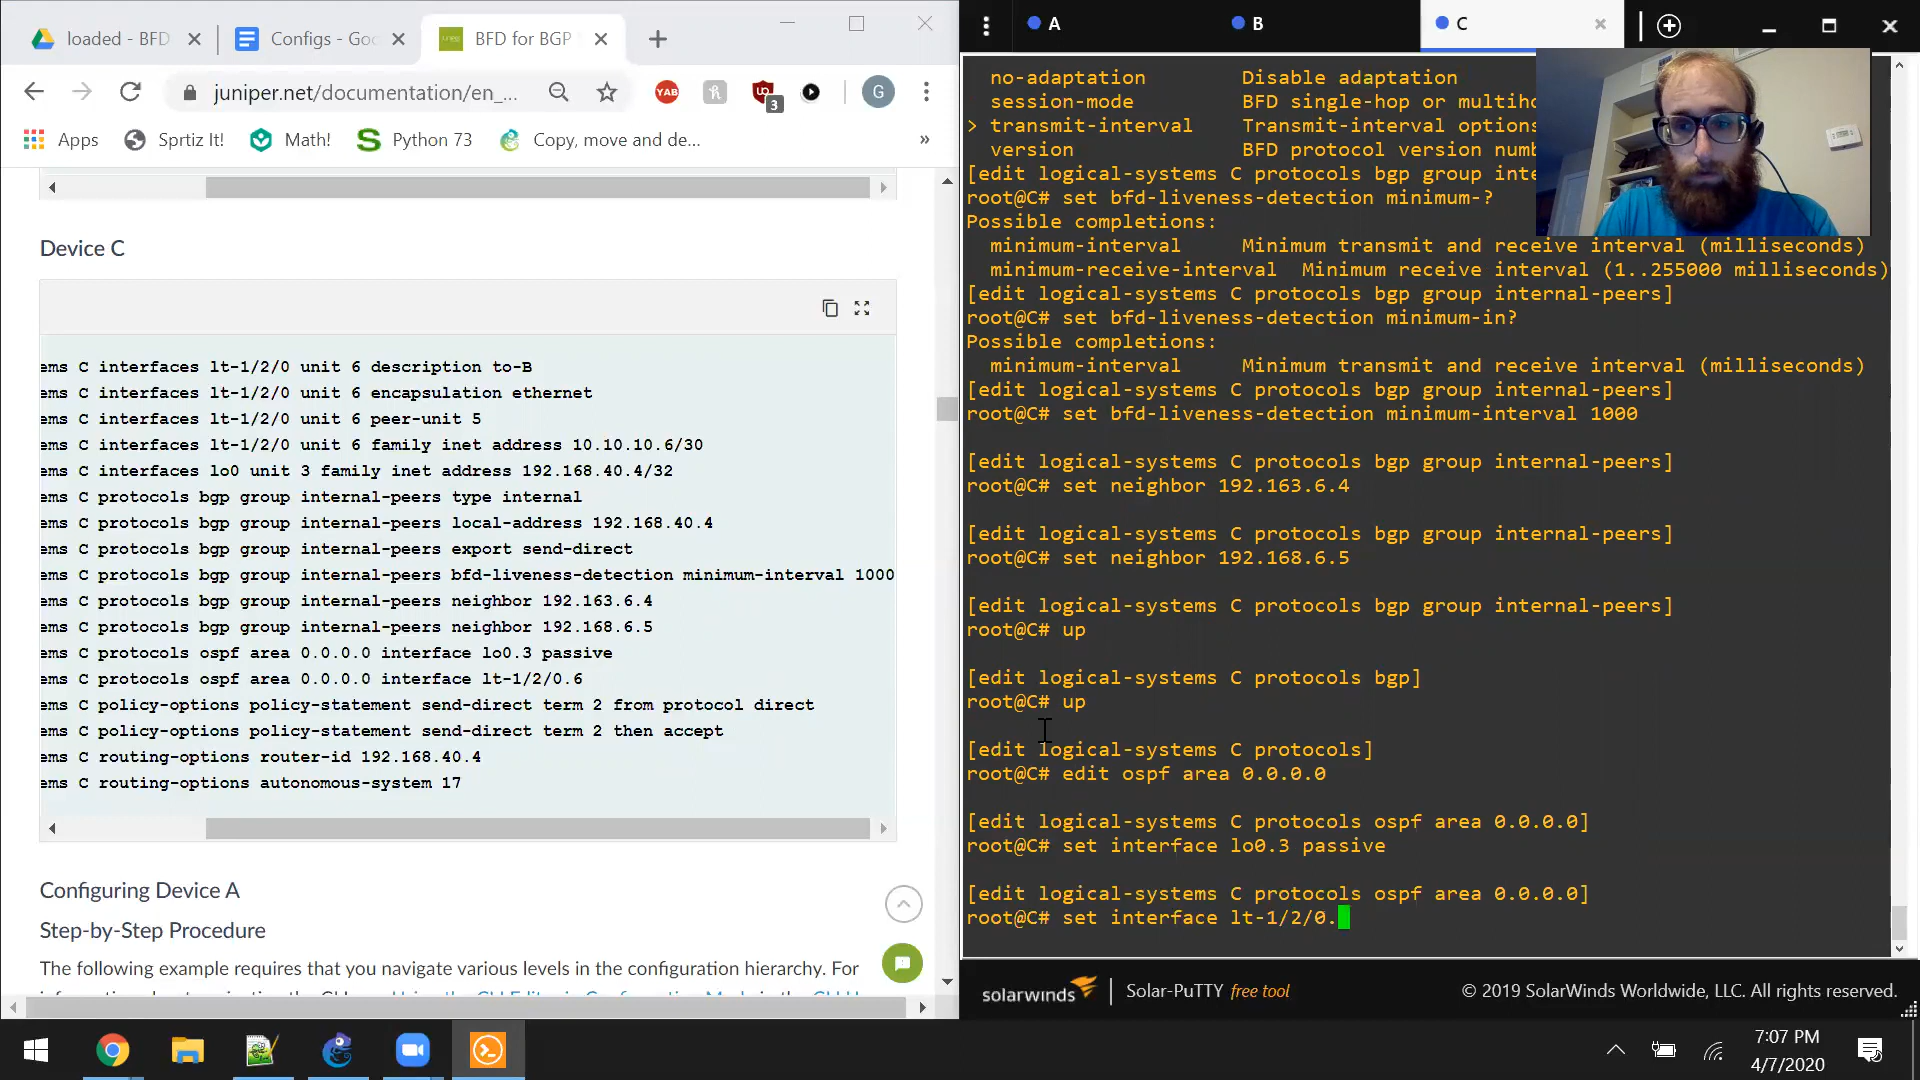 loaded - BFD
Configs - Goo
BFD for BGP
juniper.net/documentation/en_...
YAB
3
G
Apps
Sprtiz It!
Math!
Python 73
Copy, move and de...
»
Device C
ems C interfaces lt-1/2/0 unit 6 description to-B
ems C interfaces lt-1/2/0 unit 6 encapsulation ethernet
ems C interfaces lt-1/2/0 unit 6 peer-unit 5
ems C interfaces lt-1/2/0 unit 6 family inet address 10.10.10.6/30
ems C interfaces lo0 unit 3 family inet address 192.168.40.4/32
ems C protocols bgp group internal-peers type internal
ems C protocols bgp group internal-peers local-address 192.168.40.4
ems C protocols bgp group internal-peers export send-direct
ems C protocols bgp group internal-peers bfd-liveness-detection minimum-interval 1000
ems C protocols bgp group internal-peers neighbor 192.163.6.4
ems C protocols bgp group internal-peers neighbor 192.168.6.5
ems C protocols ospf area 0.0.0.0 interface lo0.3 passive
ems C protocols ospf area 0.0.0.0 interface lt-1/2/0.6
ems C policy-options policy-statement send-direct term 2 from protocol direct
ems C policy-options policy-statement send-direct term 2 then accept
ems C routing-options router-id 192.168.40.4
ems C routing-options autonomous-system 17
Configuring Device A
Step-by-Step Procedure
The following example requires that you navigate various levels in the configuration hierarchy. For
A
B
C
no-adaptation Disable adaptation
session-mode BFD single-hop or multiho
> transmit-interval Transmit-interval options
version BFD protocol version numb
[edit logical-systems C protocols bgp group inte
root@C# set bfd-liveness-detection minimum-?
Possible completions:
minimum-interval Minimum transmit and receive interval (milliseconds)
minimum-receive-interval Minimum receive interval (1..255000 milliseconds)
[edit logical-systems C protocols bgp group internal-peers]
root@C# set bfd-liveness-detection minimum-in?
Possible completions:
minimum-interval Minimum transmit and receive interval (milliseconds)
[edit logical-systems C protocols bgp group internal-peers]
root@C# set bfd-liveness-detection minimum-interval 1000
[edit logical-systems C protocols bgp group internal-peers]
root@C# set neighbor 192.163.6.4
[edit logical-systems C protocols bgp group internal-peers]
root@C# set neighbor 192.168.6.5
[edit logical-systems C protocols bgp group internal-peers]
root@C# up
[edit logical-systems C protocols bgp]
root@C# up
[edit logical-systems C protocols]
root@C# edit ospf area 0.0.0.0
[edit logical-systems C protocols ospf area 0.0.0.0]
root@C# set interface lo0.3 passive
[edit logical-systems C protocols ospf area 0.0.0.0]
root@C# set interface lt-1/2/0.
solarwinds
Solar-PuTTY free tool
© 2019 SolarWinds Worldwide, LLC. All rights reserved.
7:07 PM
4/7/2020